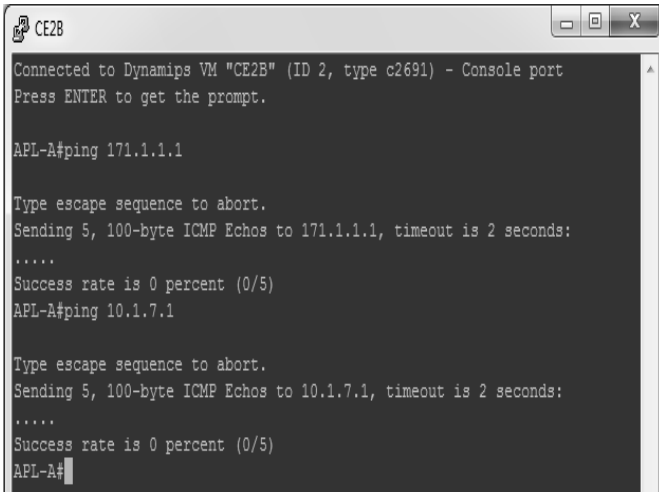 CE2B
Connected to Dynamips VM "CE2B" (ID 2, type c2691) - Console port
Press ENTER to get the prompt.
APL-A#ping 171.1.1.1
Type escape sequence to abort.
Sending 5, 100-byte ICMP Echos to 171.1.1.1, timeout is 2 seconds:
.....
Success rate is 0 percent (0/5)
APL-A#ping 10.1.7.1
Type escape sequence to abort.
Sending 5, 100-byte ICMP Echos to 10.1.7.1, timeout is 2 seconds:
.....
Success rate is 0 percent (0/5)
APL-A#